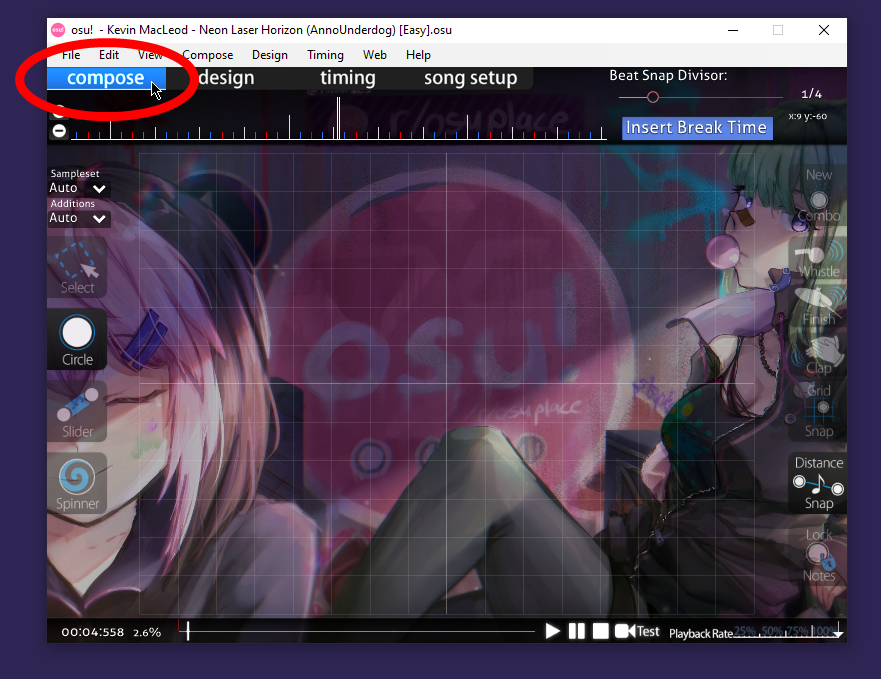 osu!  - Kevin MacLeod - Neon Laser Horizon (AnnoUnderdog) [Easy].osu
File Edit View Compose Design Timing Web Help
compose design timing song setup
Beat Snap Divisor:
1/4
x:9 y:-60
Insert Break Time
r/osuplace
Sampleset
Auto
Additions
Auto
Select
Circle
Slider
Spinner
osu!
r/osuplace
New
Combo
Whistle
Finish
Clap
Grid
Snap
Distance
Snap
Lock
Notes
00:04:558 2.6%
Test
Playback Rate
25% 50% 75% 100%